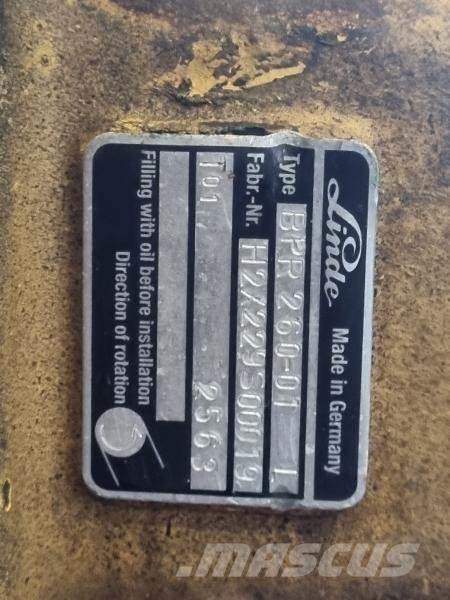 Linde Made in Germany
Type BPR 260-01 L
Fabr.-Nr. H2X229S00019
T01 2563
Filling with oil before installation
Direction of rotation
MASCUS